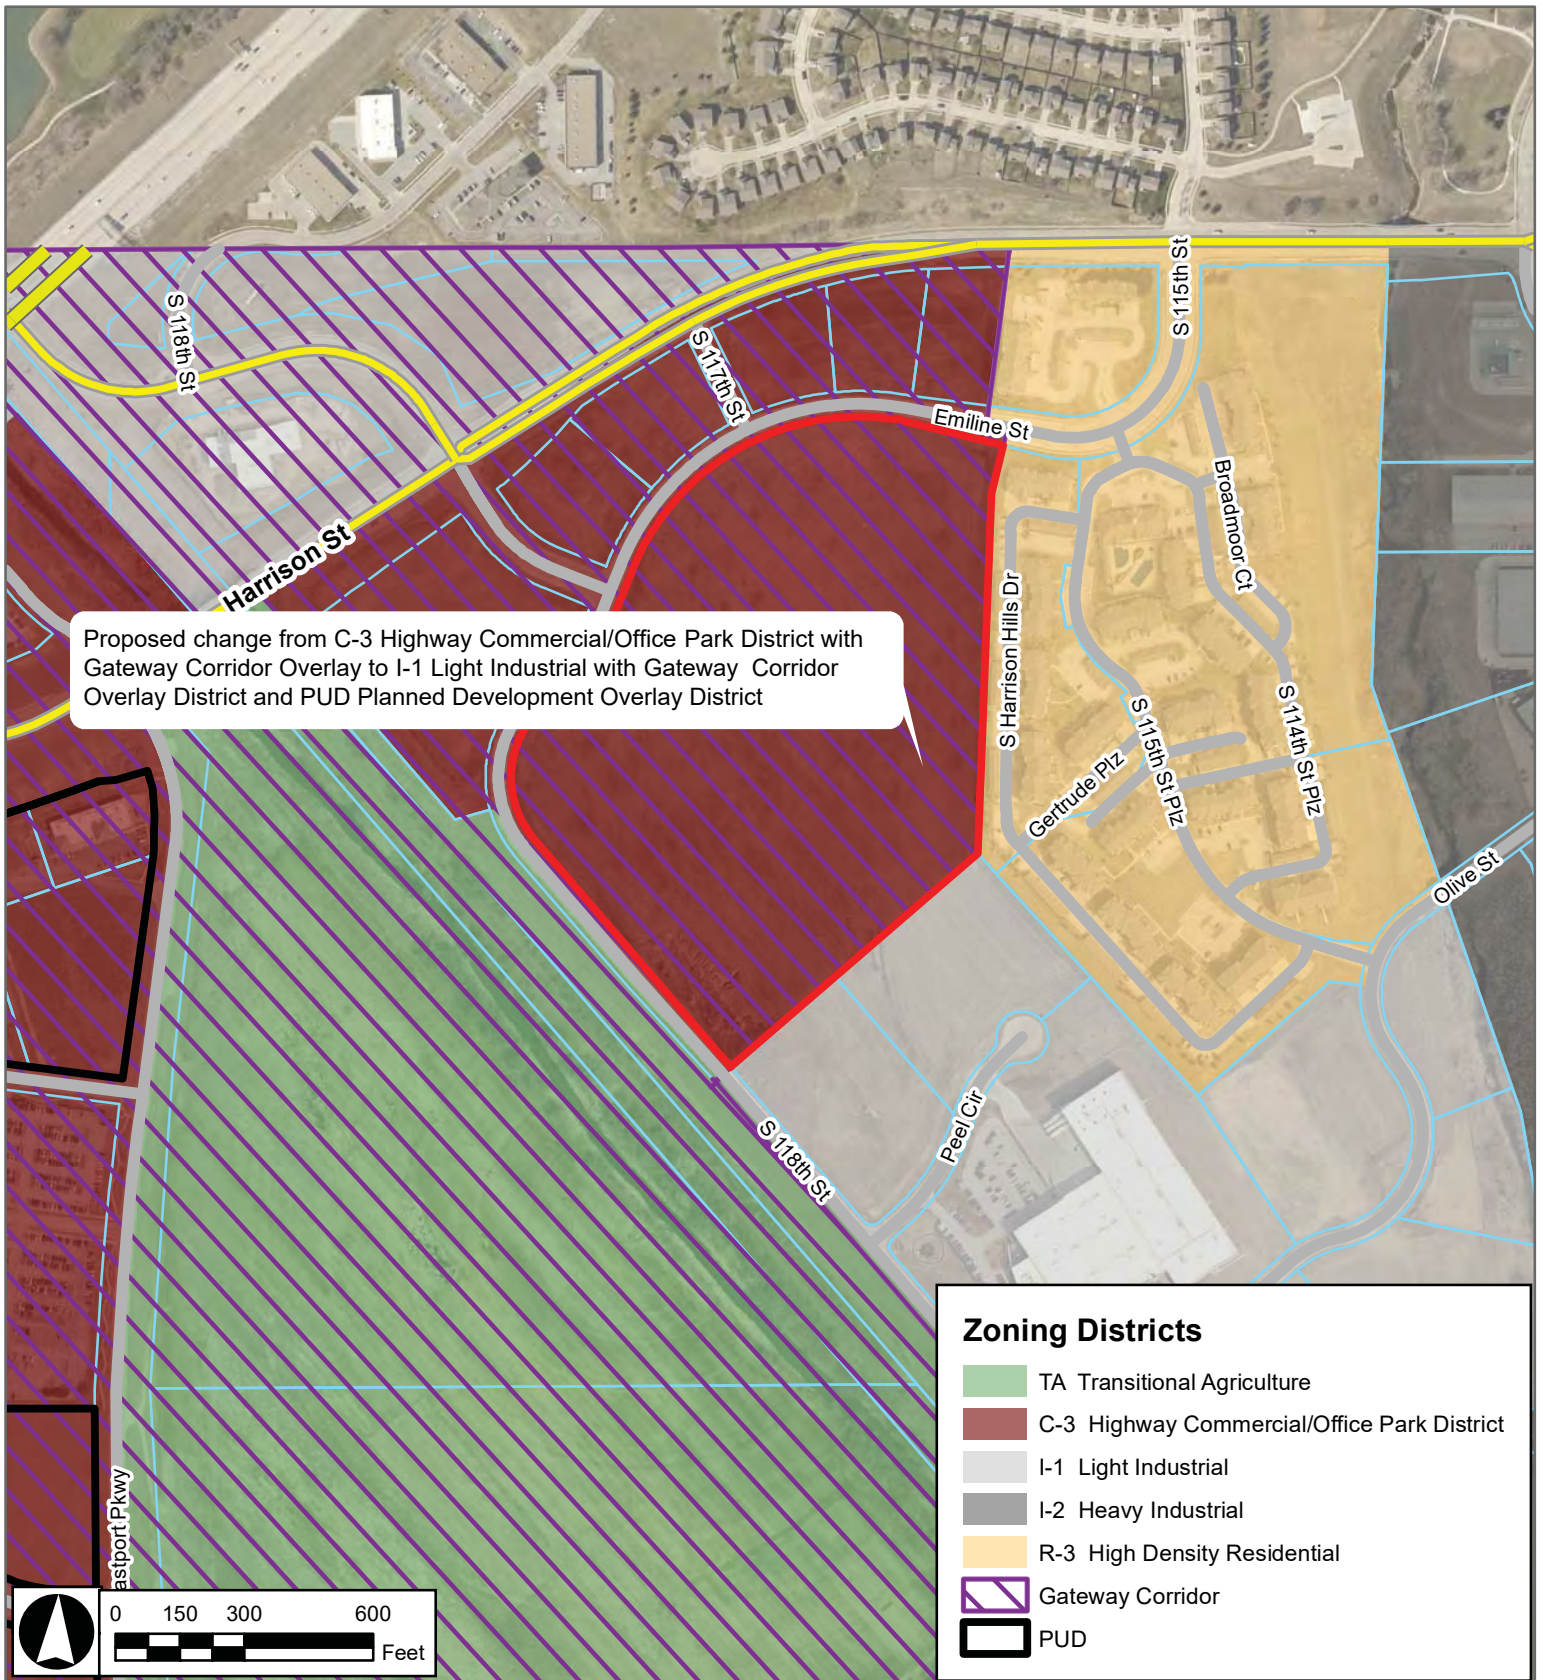 S 118th St
S 115th St
S 117th St
Emiline St
Broadmoor Ct
Harrison St
S Harrison Hills Dr
Proposed change from C-3 Highway Commercial/Office Park District with
Gateway Corridor Overlay to I-1 Light Industrial with Gateway Corridor
Overlay District and PUD Planned Development Overlay District
S 115th St Plz
S 114th St Plz
Gertrude Plz
Olive St
Peel Cir
S 118th St
astport Pkwy
Zoning Districts
TA Transitional Agriculture
C-3 Highway Commercial/Office Park District
I-1 Light Industrial
I-2 Heavy Industrial
R-3 High Density Residential
Gateway Corridor
PUD
0 150 300 600
Feet